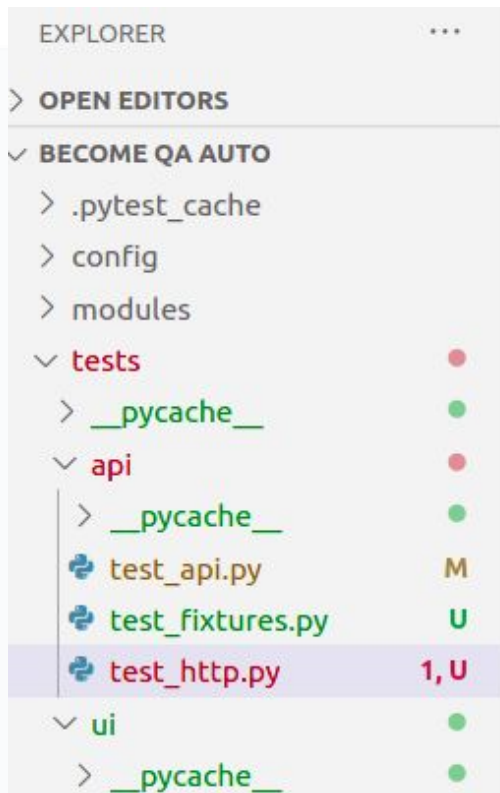 EXPLORER ...
OPEN EDITORS
BECOME QA AUTO
.pytest_cache
config
modules
tests
__pycache__
api
__pycache__
test_api.py M
test_fixtures.py U
test_http.py 1, U
ui
__pycache__